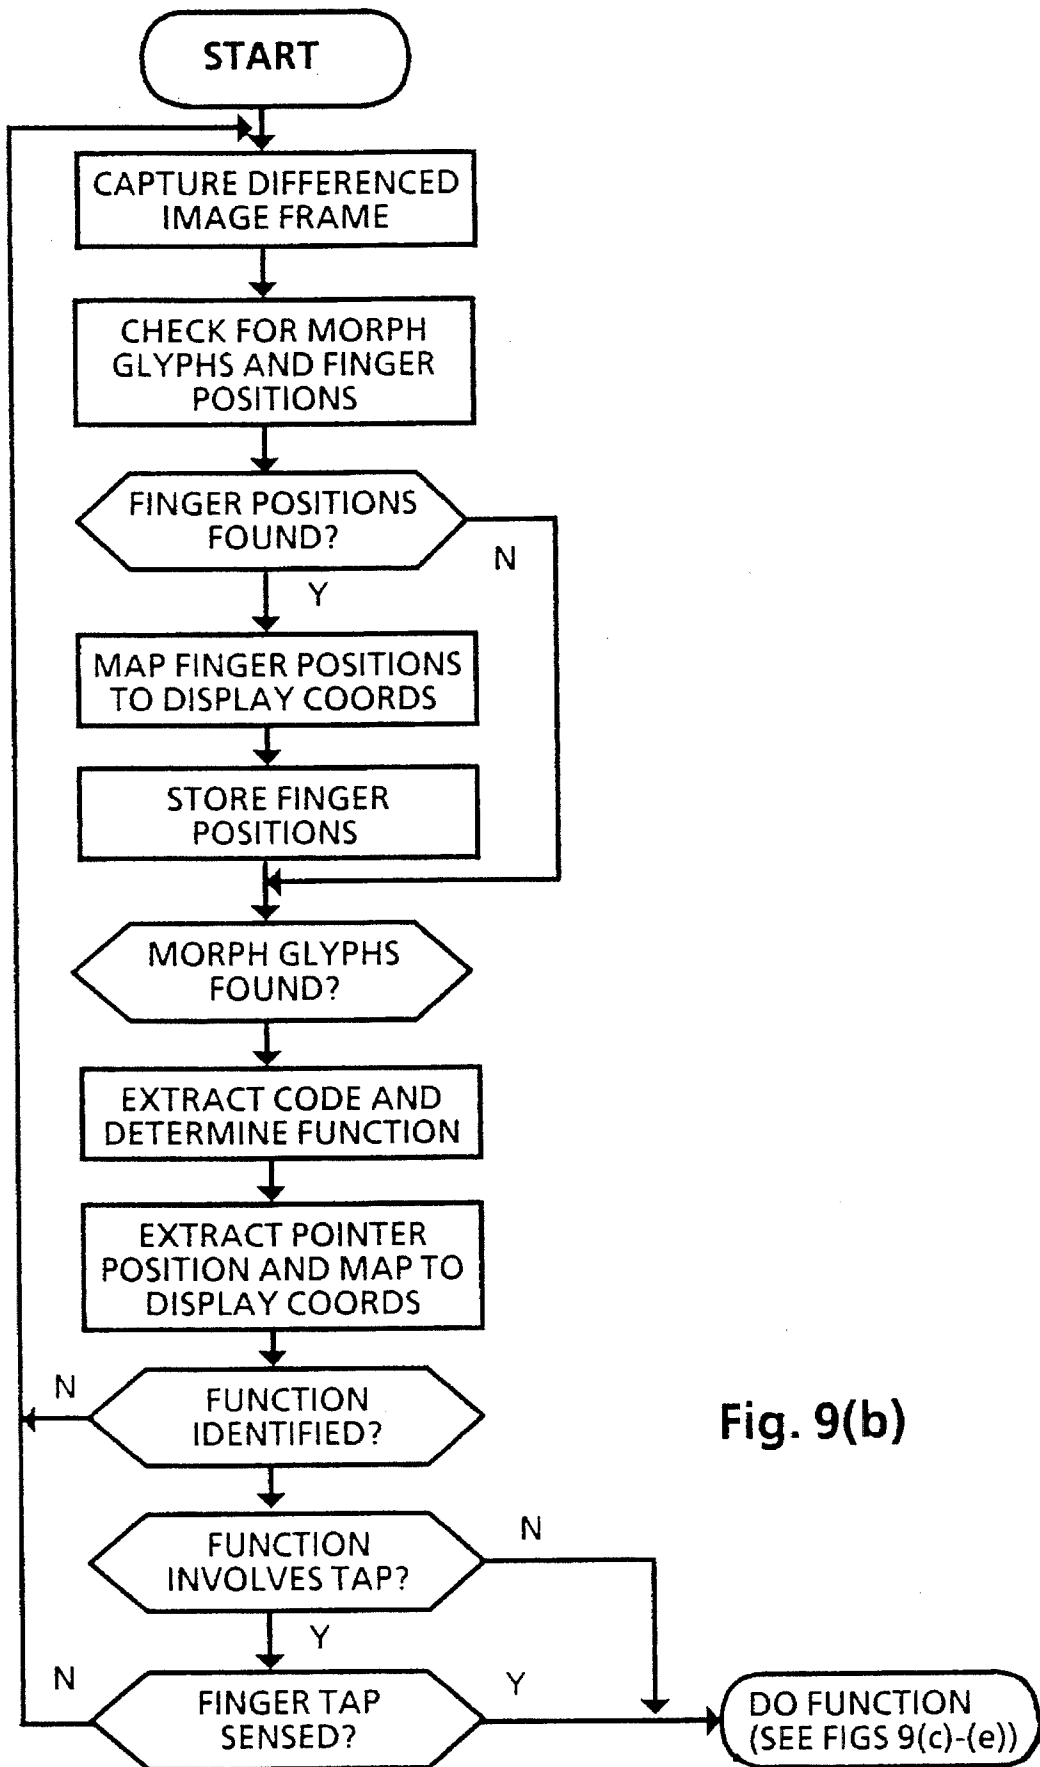 START
CAPTURE DIFFERENCED
IMAGE FRAME
CHECK FOR MORPH
GLYPHS AND FINGER
POSITIONS
FINGER POSITIONS
FOUND?
N
Y
MAP FINGER POSITIONS
TO DISPLAY COORDS
STORE FINGER
POSITIONS
MORPH GLYPHS
FOUND?
EXTRACT CODE AND
DETERMINE FUNCTION
EXTRACT POINTER
POSITION AND MAP TO
DISPLAY COORDS
N
FUNCTION
IDENTIFIED?
Fig. 9(b)
FUNCTION
INVOLVES TAP?
N
Y
N
FINGER TAP
SENSED?
Y
DO FUNCTION
(SEE FIGS 9(c)-(e))